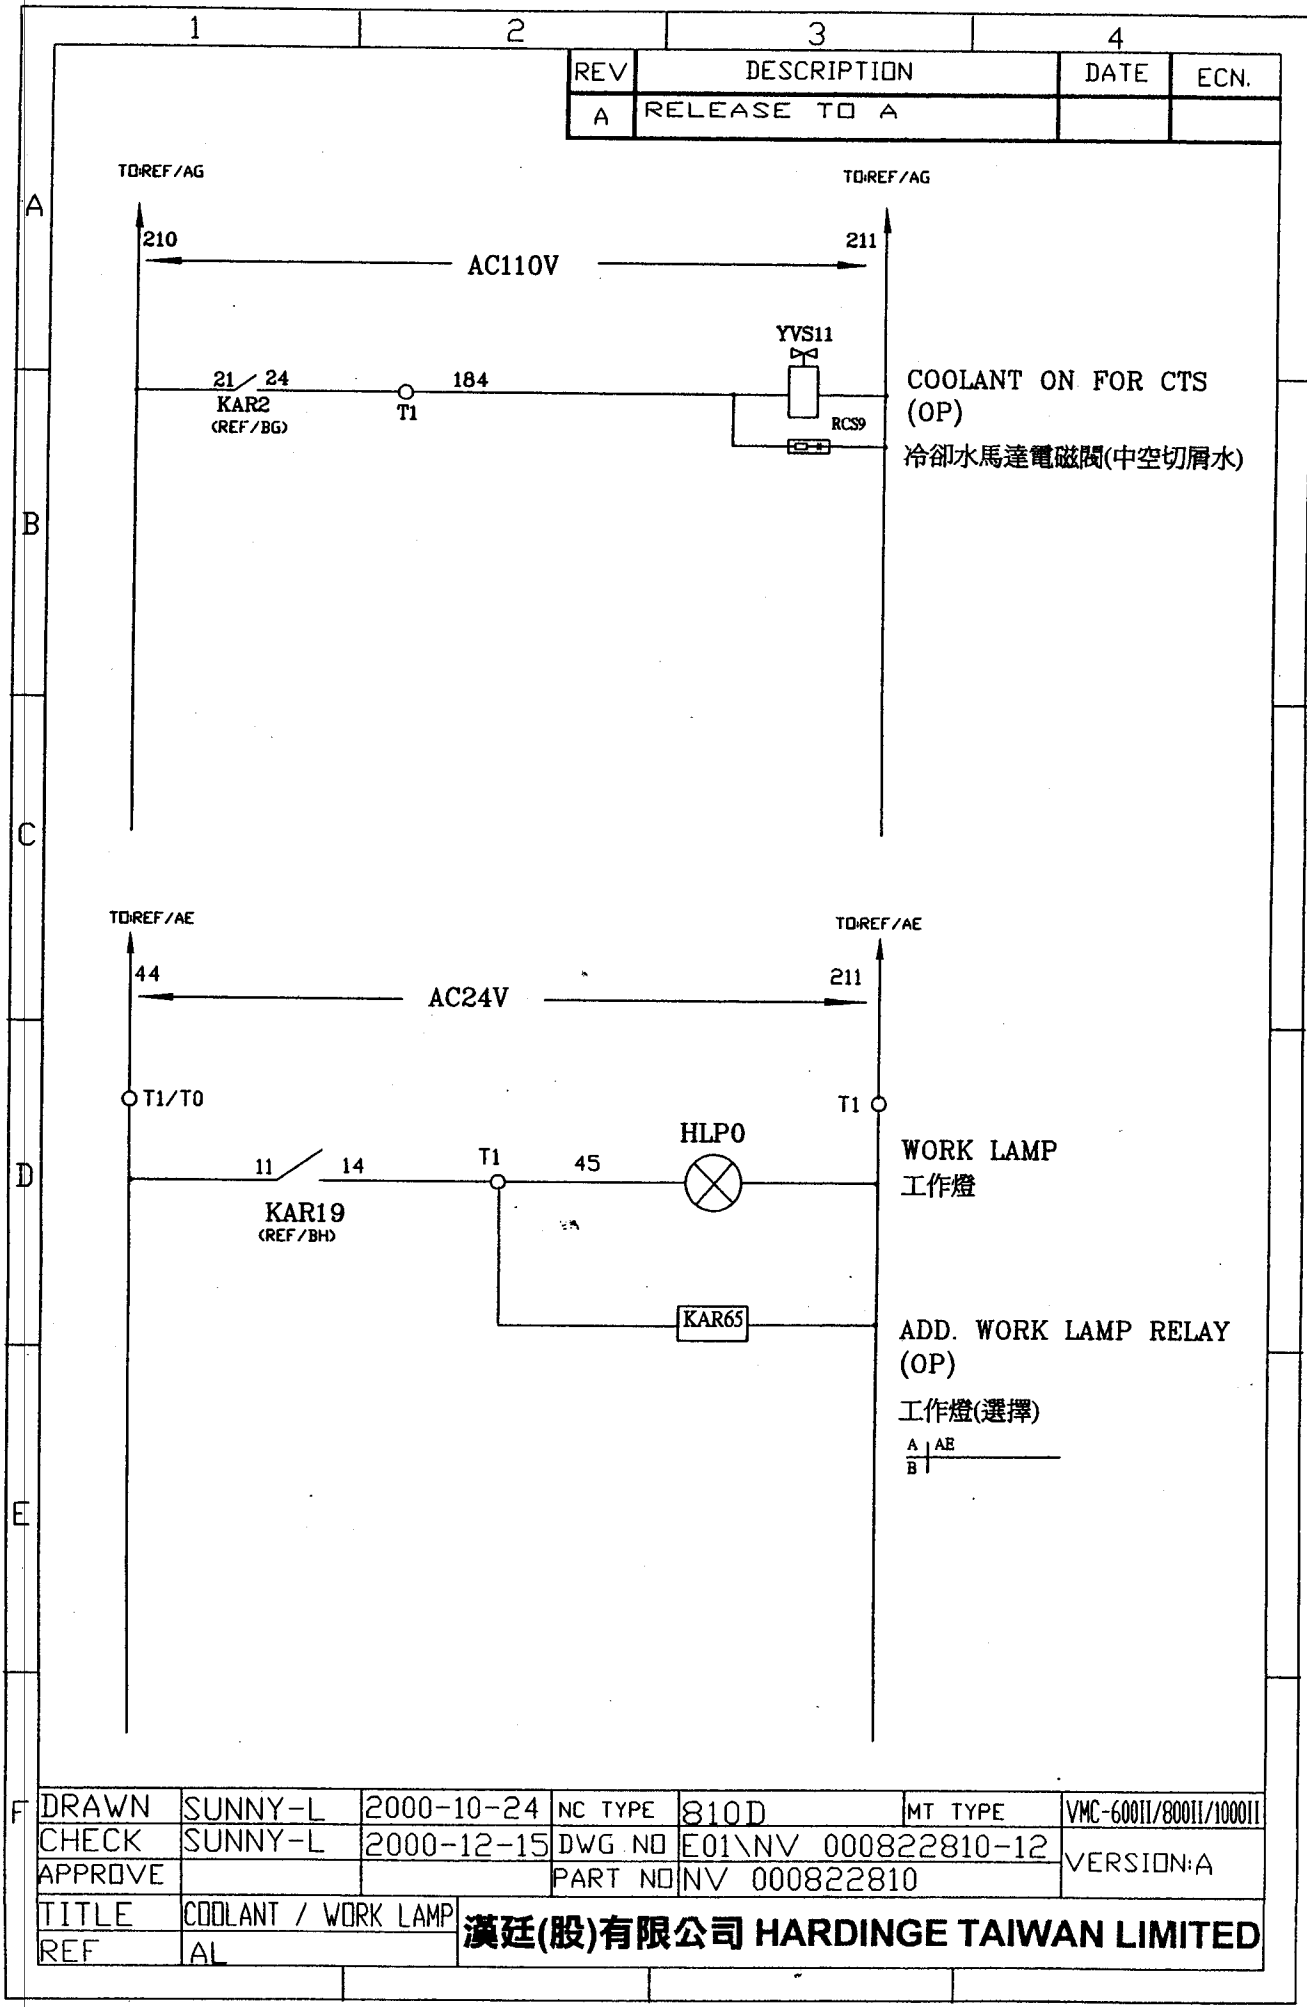 1 2 3 4
REV DESCRIPTION DATE ECN.
A RELEASE TO A
A
B
C
D
E
F
TO:REF/AG TO:REF/AG
210 211
AC110V
YVS11
21 24 184
KAR2 T1
(REF/BG)
RCS9
COOLANT ON FOR CTS
(OP)
冷卻水馬達電磁閥(中空切屑水)
TO:REF/AE TO:REF/AE
44 211
AC24V
T1/T0 T1
HLP0
11 14 T1 45
KAR19
(REF/BH)
WORK LAMP
工作燈
KAR65
ADD. WORK LAMP RELAY
(OP)
工作燈(選擇)
A AE
B
DRAWN SUNNY-L 2000-10-24 NC TYPE 810D MT TYPE VMC-600II/800II/1000II
CHECK SUNNY-L 2000-12-15 DWG NO E01\NV 000822810-12 VERSION:A
APPROVE PART NO NV 000822810
TITLE COOLANT / WORK LAMP
REF AL
漢廷(股)有限公司 HARDINGE TAIWAN LIMITED